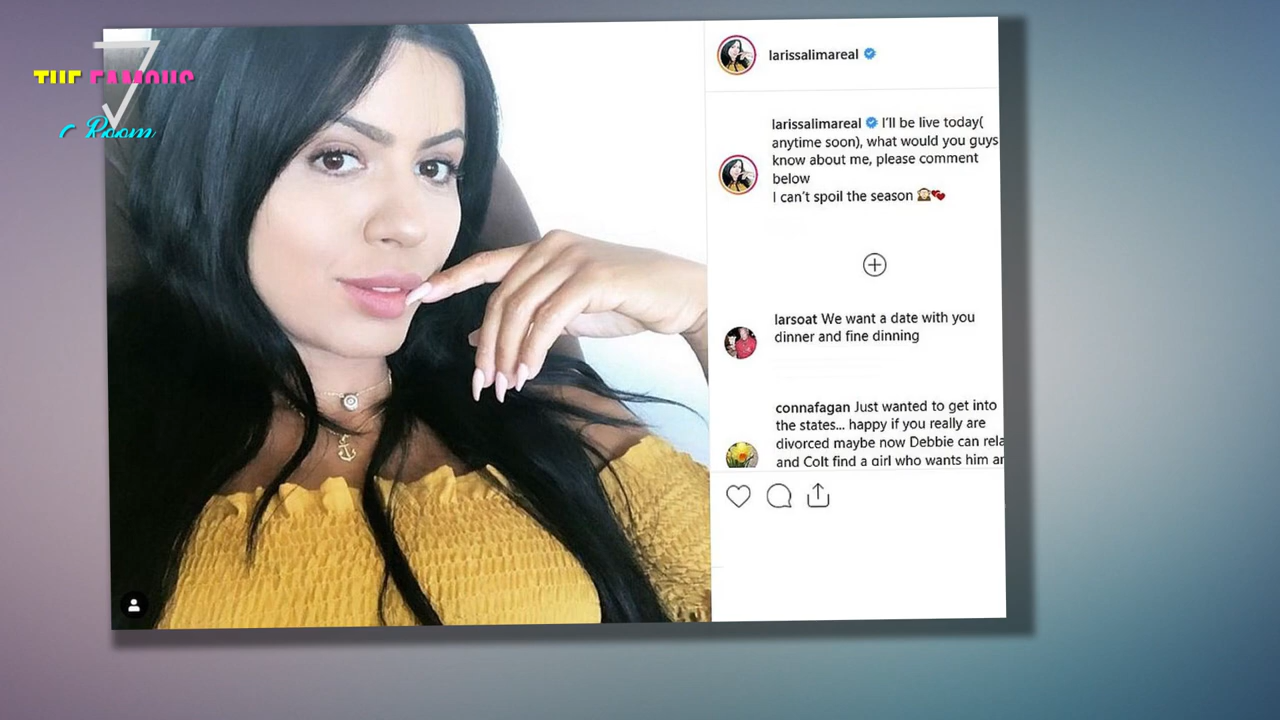 THE FAMOUS
Room
larissalimareal
larissalimareal I'll be live today(
anytime soon), what would you guys
know about me, please comment
below
I can't spoil the season
larsoat We want a date with you
dinner and fine dinning
connafagan Just wanted to get into
the states... happy if you really are
divorced maybe now Debbie can rela
and Colt find a girl who wants him an